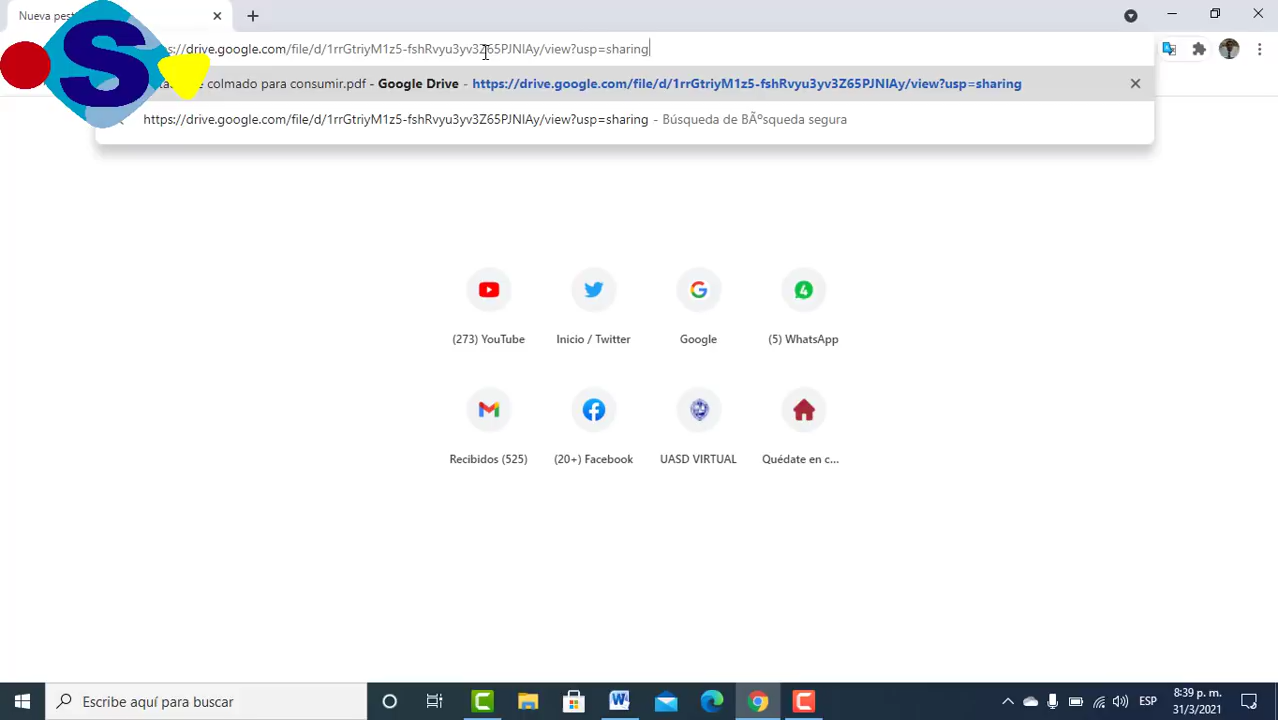 Nueva pest
S
s://drive.google.com/file/d/1rrGtriyM1z5-fshRvyu3yv3Z65PJNIAy/view?usp=sharing
colmado para consumir.pdf - Google Drive - https://drive.google.com/file/d/1rrGtriyM1z5-fshRvyu3yv3Z65PJNIAy/view?usp=sharing
https://drive.google.com/file/d/1rrGtriyM1z5-fshRvyu3yv3Z65PJNIAy/view?usp=sharing - Búsqueda de BÃºsqueda segura
(273) YouTube
Inicio / Twitter
Google
4
(5) WhatsApp
Recibidos (525)
(20+) Facebook
UASD VIRTUAL
Quédate en c...
Escribe aquí para buscar
ESP
8:39 p. m.
31/3/2021